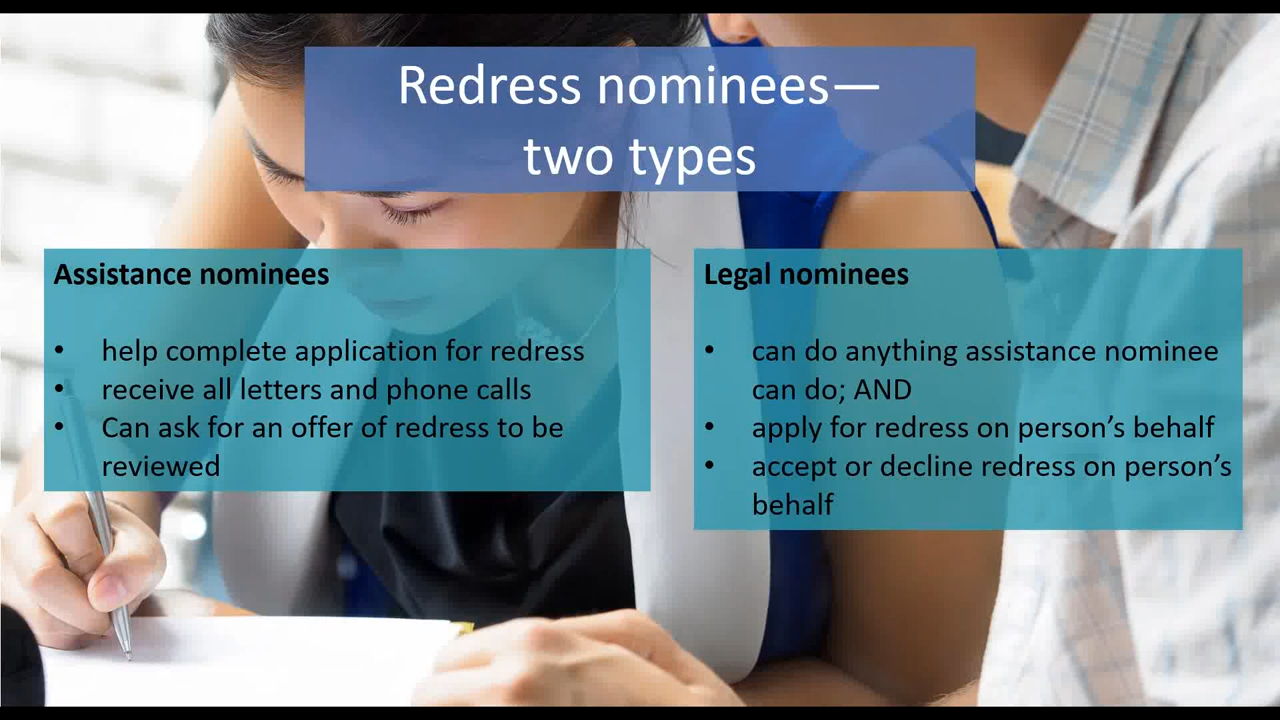 Redress nominees—
two types
Assistance nominees
• help complete application for redress
• receive all letters and phone calls
• Can ask for an offer of redress to be
reviewed
Legal nominees
• can do anything assistance nominee
can do; AND
• apply for redress on person’s behalf
• accept or decline redress on person’s
behalf